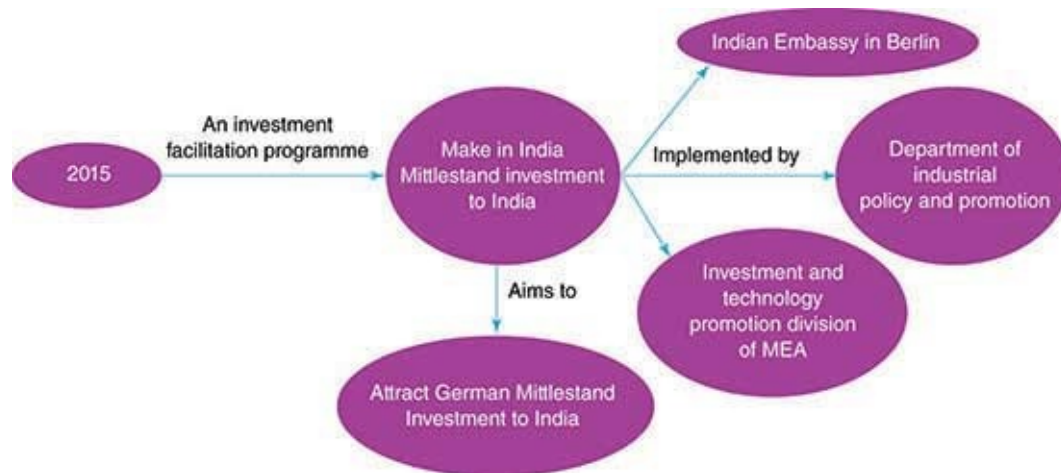 2015
An investment
facilitation programme
Make in India
Mittlestand investment
to India
Implemented by
Indian Embassy in Berlin
Department of
industrial
policy and promotion
Investment and
technology
promotion division
of MEA
Aims to
Attract German Mittlestand
Investment to India